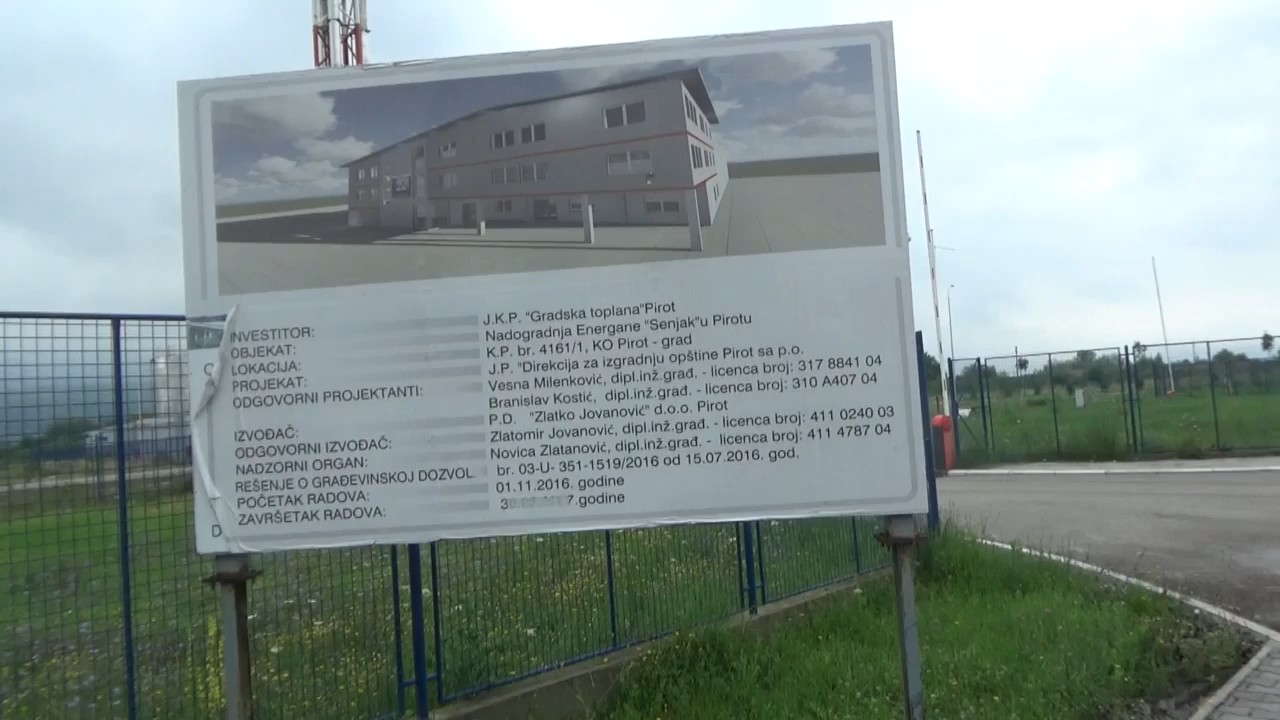 INVESTITOR: J.K.P. "Gradska toplana"Pirot
OBJEKAT: Nadogradnja Energane "Senjak"u Pirotu
LOKACIJA: K.P. br. 4161/1, KO Pirot - grad
PROJEKAT: J.P. "Direkcija za izgradnju opštine Pirot sa p.o.
ODGOVORNI PROJEKTANTI: Vesna Milenković, dipl.inž.građ. - licenca broj: 317 8841 04
Branislav Kostić, dipl.inž.građ. - licenca broj: 310 A407 04
IZVOĐAČ: P.D. "Zlatko Jovanović" d.o.o. Pirot
ODGOVORNI IZVOĐAČ: Zlatomir Jovanović, dipl.inž.građ. - licenca broj: 411 0240 03
NADZORNI ORGAN: Novica Zlatanović, dipl.inž.građ. - licenca broj: 411 4787 04
REŠENJE O GRAĐEVINSKOJ DOZVOL br. 03-U- 351-1519/2016 od 15.07.2016. god.
POČETAK RADOVA: 01.11.2016. godine
ZAVRŠETAK RADOVA: godine